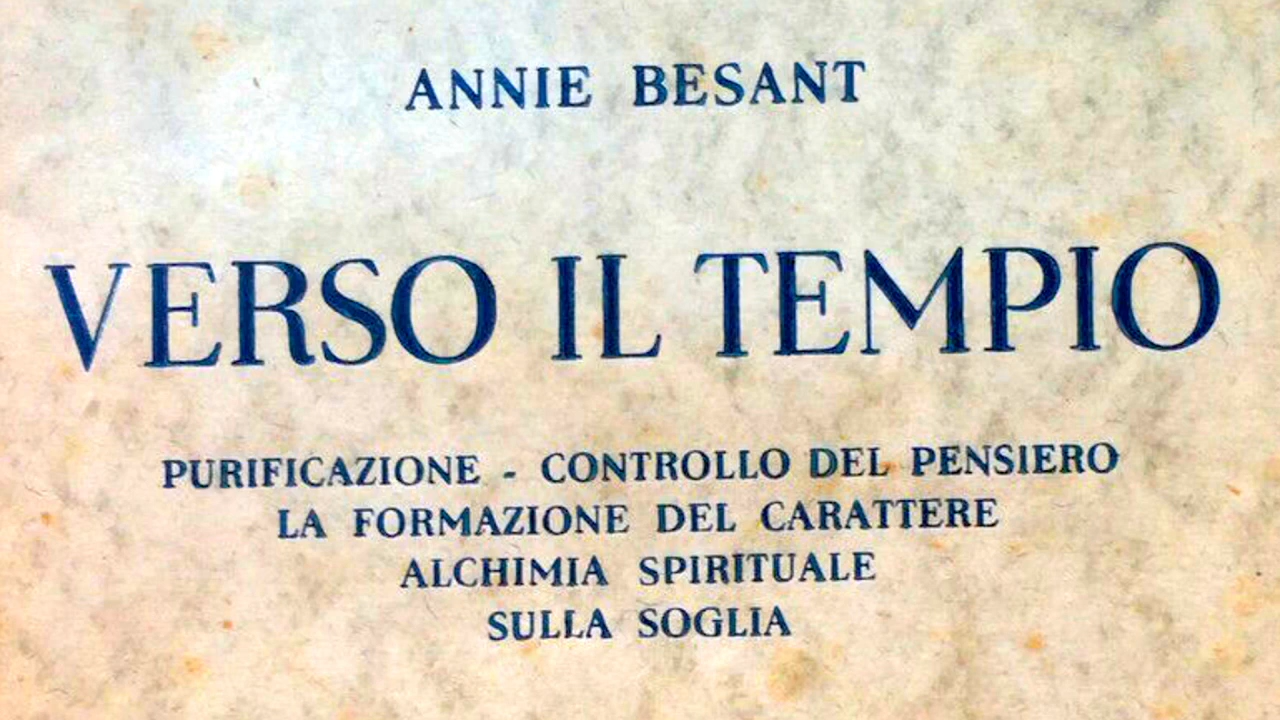 ANNIE BESANT
VERSO IL TEMPIO
PURIFICAZIONE - CONTROLLO DEL PENSIERO
LA FORMAZIONE DEL CARATTERE
ALCHIMIA SPIRITUALE
SULLA SOGLIA